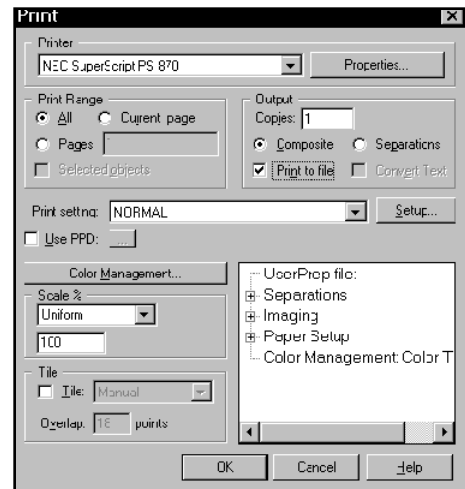 Print
Printer
NEC SuperScript PS 870
Properties...
Print Range
All
Current page
Pages
Selected objects
Output
Copies: 1
Composite
Separations
Print to file
Convert Text
Print setting: NORMAL
Setup...
Use PPD: ...
Color Management...
Scale %
Uniform
100
Tile
Tile: Manual
Overlap: 18 points
UserProp file:
Separations
Imaging
Paper Setup
Color Management: Color T
OK
Cancel
Help